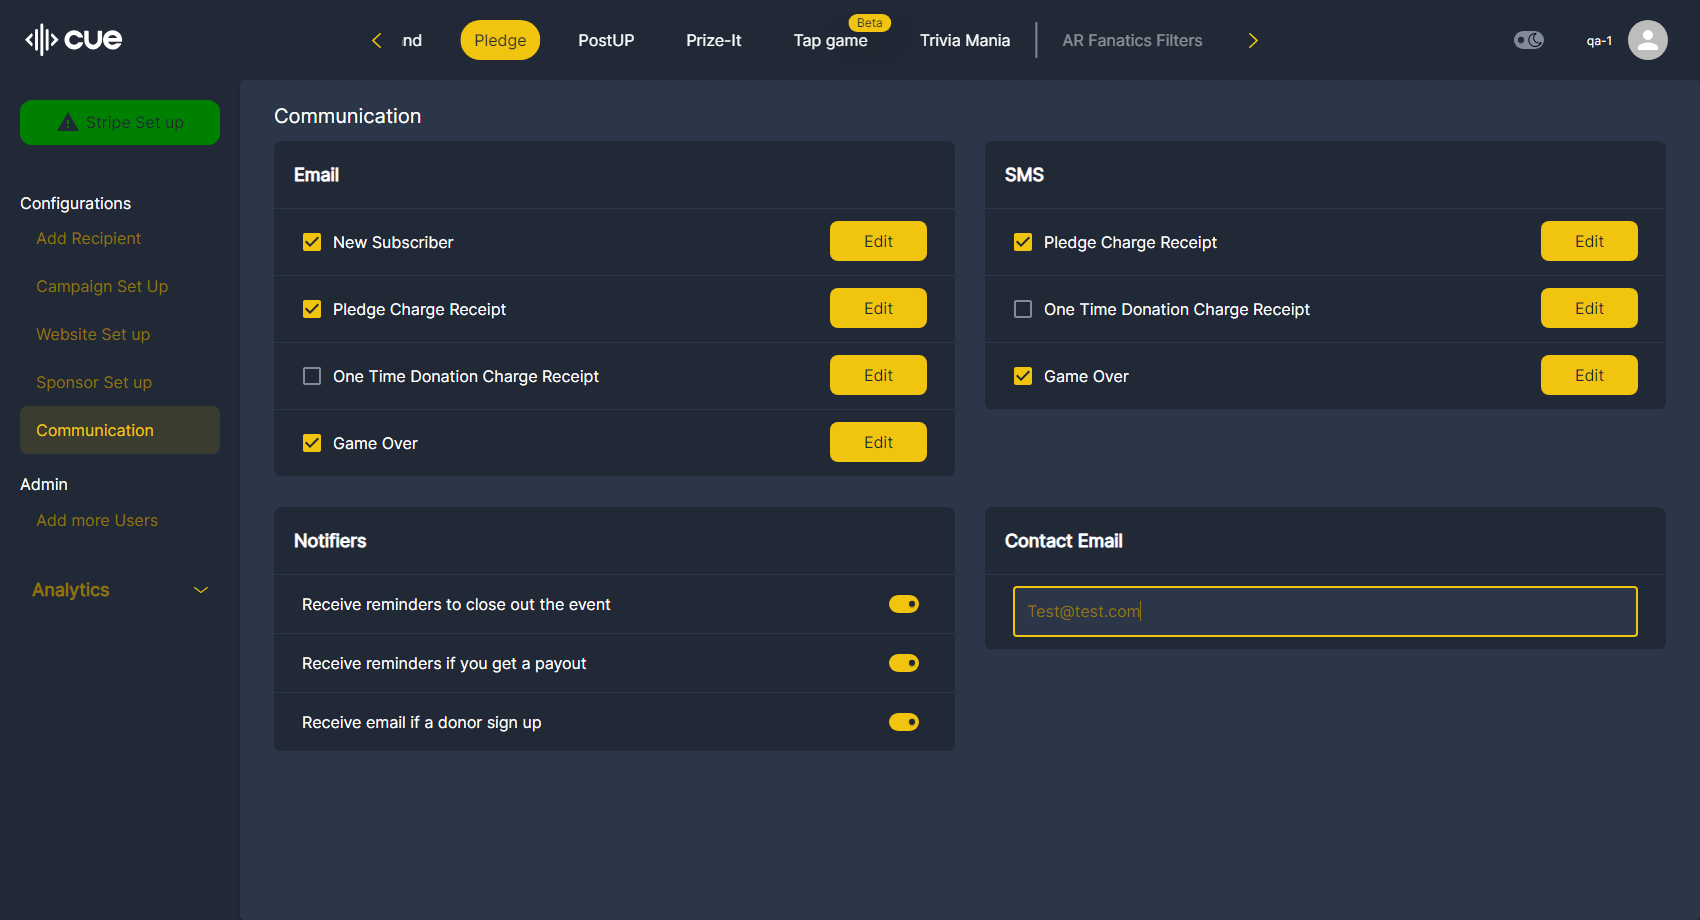 cue
nd
Pledge
PostUP
Prize-It
Beta
Tap game
Trivia Mania
AR Fanatics Filters
qa-1
Stripe Set up
Configurations
Add Recipient
Campaign Set Up
Website Set up
Sponsor Set up
Communication
Admin
Add more Users
Analytics
Communication
Email
New Subscriber Edit
Pledge Charge Receipt Edit
One Time Donation Charge Receipt Edit
Game Over Edit
SMS
Pledge Charge Receipt Edit
One Time Donation Charge Receipt Edit
Game Over Edit
Notifiers
Receive reminders to close out the event
Receive reminders if you get a payout
Receive email if a donor sign up
Contact Email
Test@test.com